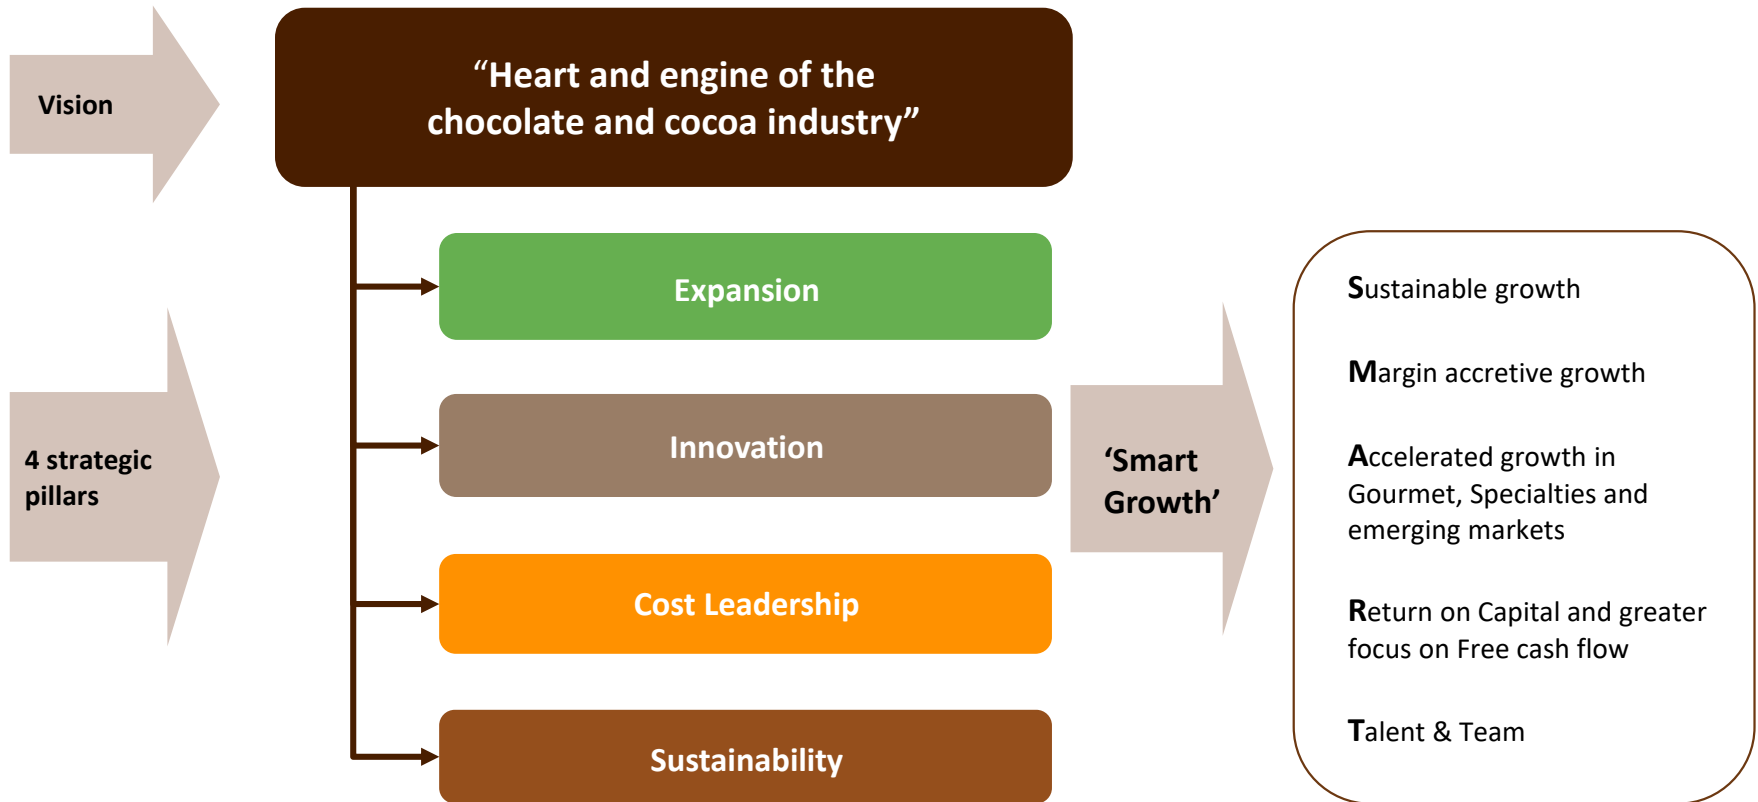 Vision
“Heart and engine of the
chocolate and cocoa industry”
4 strategic
pillars
Expansion
Innovation
Cost Leadership
Sustainability
‘Smart
Growth’
Sustainable growth
Margin accretive growth
Accelerated growth in
Gourmet, Specialties and
emerging markets
Return on Capital and greater
focus on Free cash flow
Talent & Team